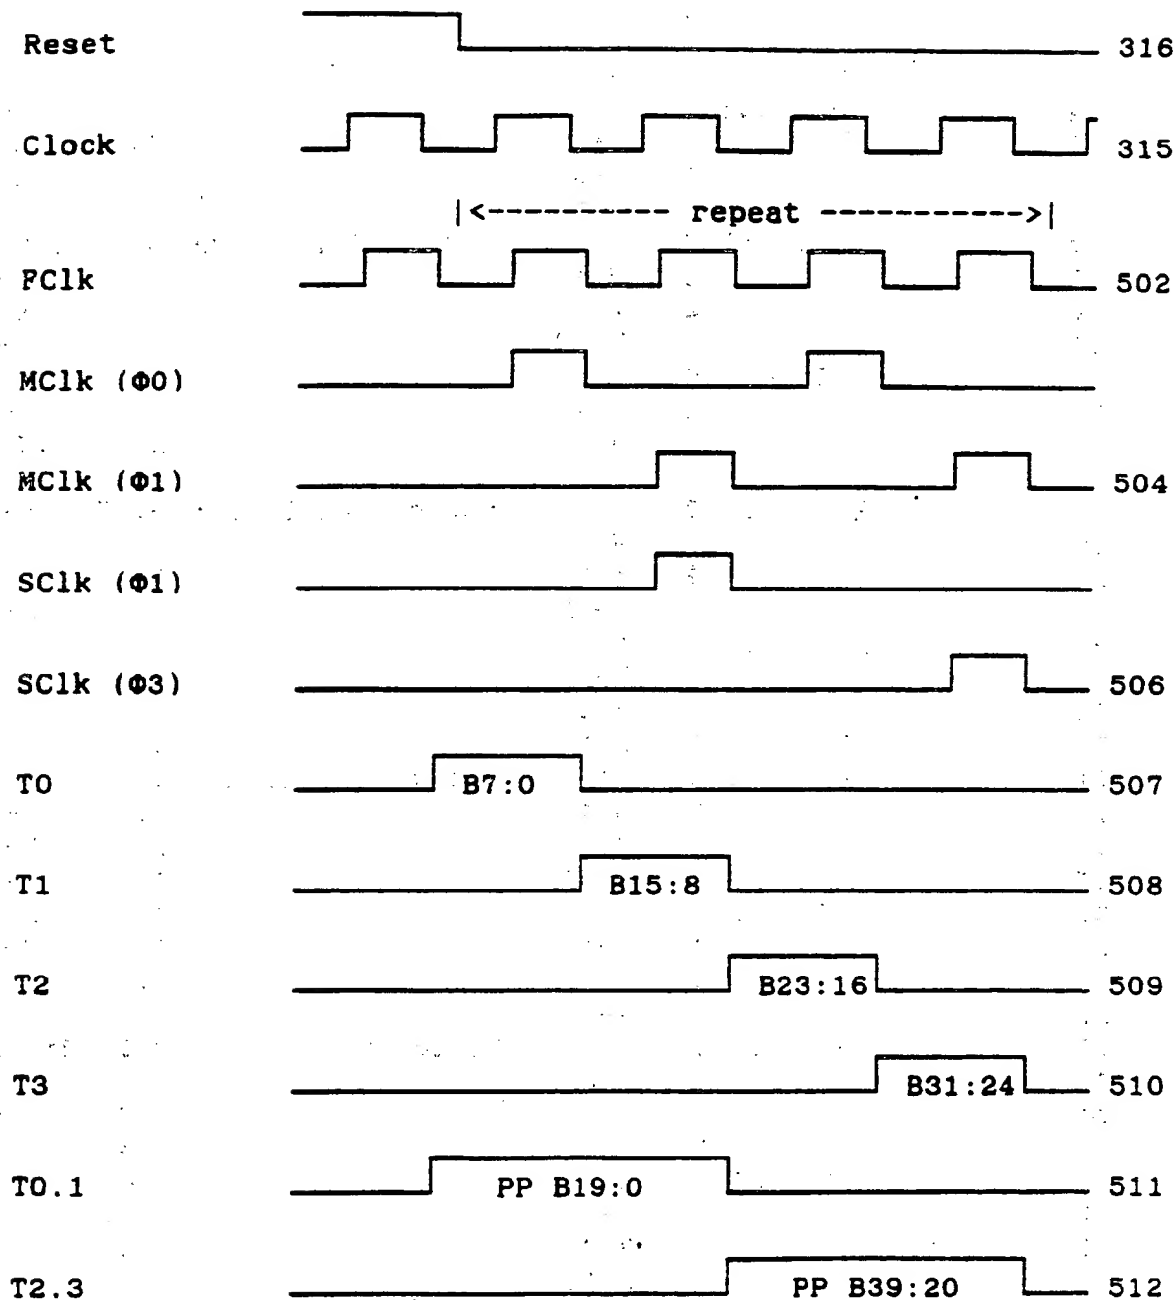 Reset 316
Clock 315
|<---------- repeat ------------>|
FClk 502
MClk (Φ0)
MClk (Φ1) 504
SClk (Φ1)
SClk (Φ3) 506
T0 B7:0 507
T1 B15:8 508
T2 B23:16 509
T3 B31:24 510
T0.1 PP B19:0 511
T2.3 PP B39:20 512